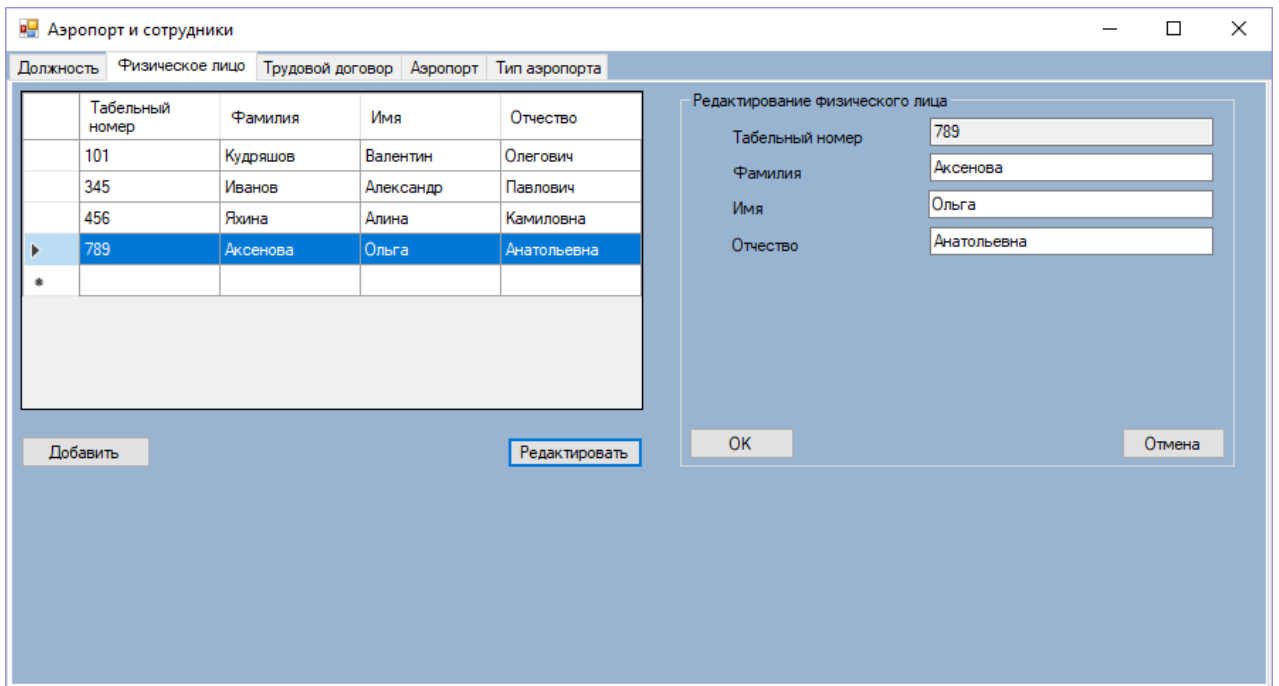 Аэропорт и сотрудники
Должность Физическое лицо Трудовой договор Аэропорт Тип аэропорта
Табельный номер Фамилия Имя Отчество
101 Кудряшов Валентин Олегович
345 Иванов Александр Павлович
456 Яхина Алина Камиловна
789 Аксенова Ольга Анатольевна
Добавить Редактировать
Редактирование физического лица
Табельный номер 789
Фамилия Аксенова
Имя Ольга
Отчество Анатольевна
OK Отмена